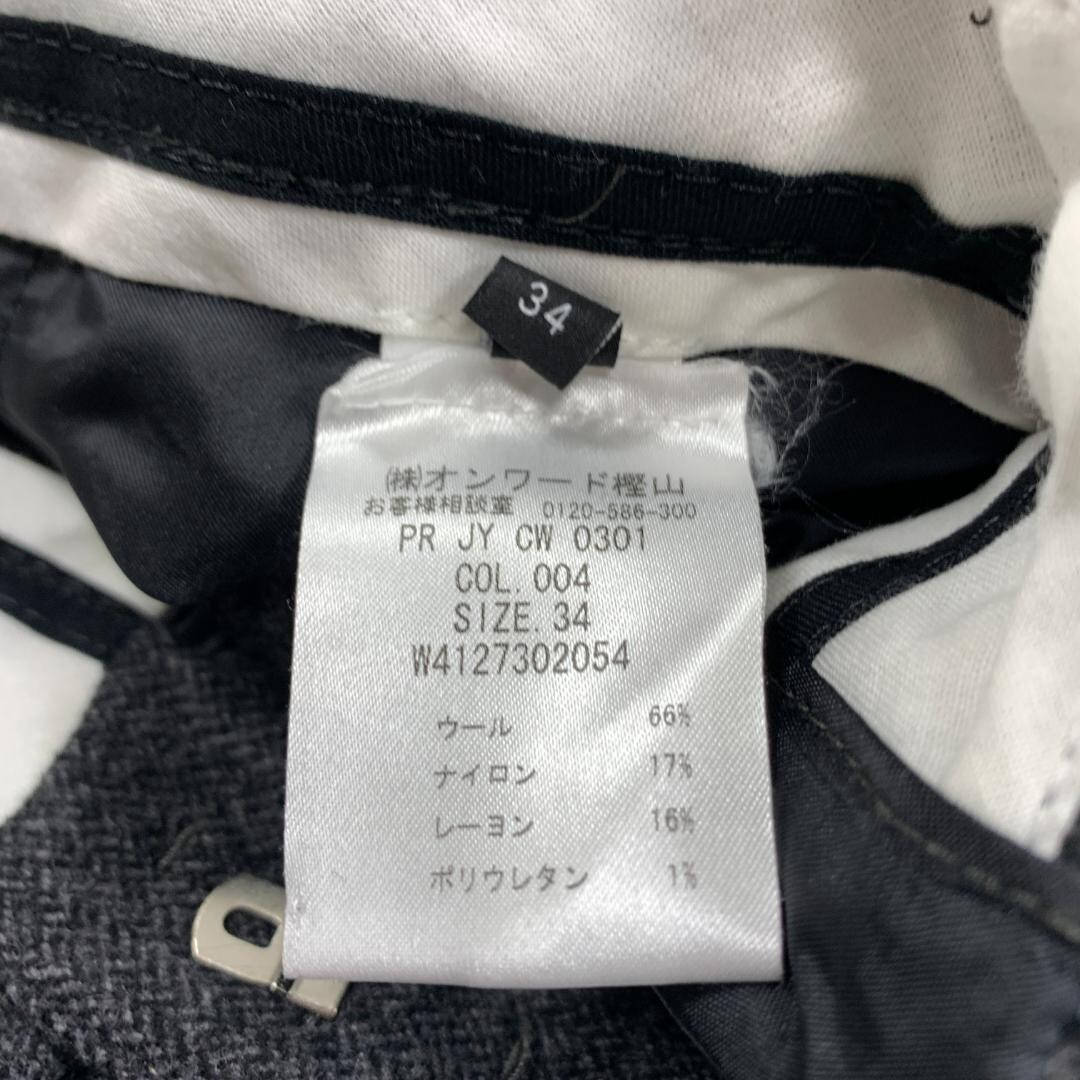 34
㈱オンワード樫山
お客様相談室 0120-586-300
PR JY CW 0301
COL.004
SIZE.34
W4127302054
ウール 66%
ナイロン 17%
レーヨン 16%
ポリウレタン 1%